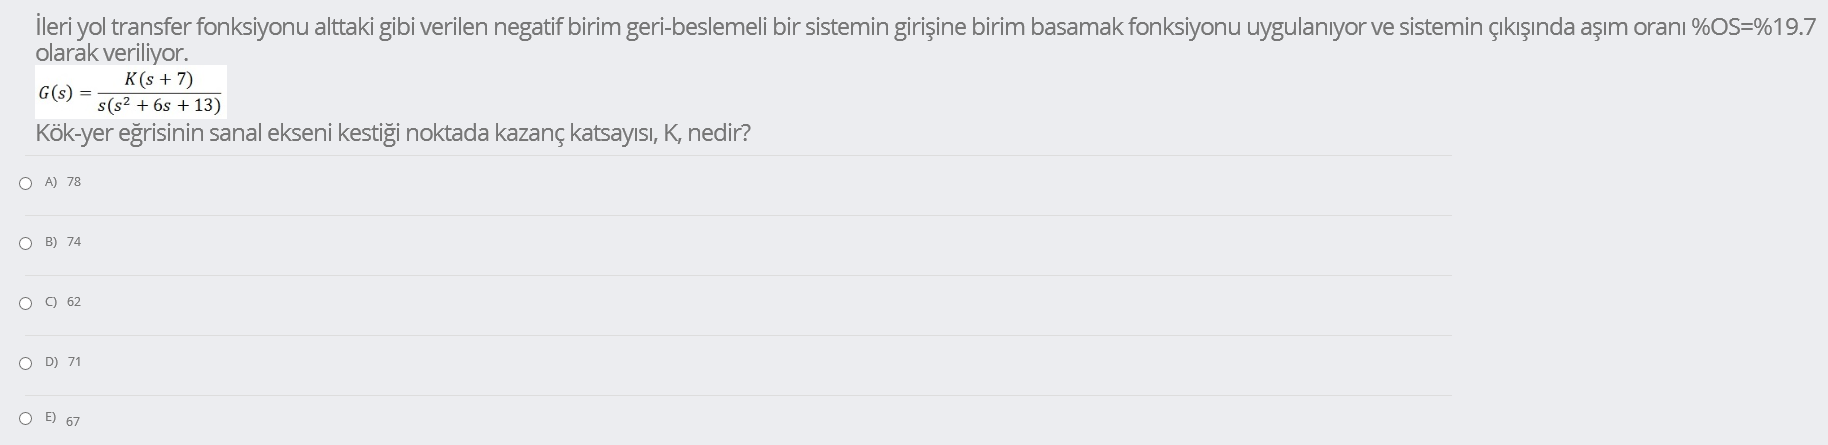 İleri yol transfer fonksiyonu alttaki gibi verilen negatif birim geri-beslemeli bir sistemin girişine birim basamak fonksiyonu uygulanıyor ve sistemin çıkışında aşım oranı %OS=%19.7
olarak veriliyor.
G(s) = K(s + 7) / s(s² + 6s + 13)
Kök-yer eğrisinin sanal ekseni kestiği noktada kazanç katsayısı, K, nedir?
A) 78
B) 74
C) 62
D) 71
E) 67